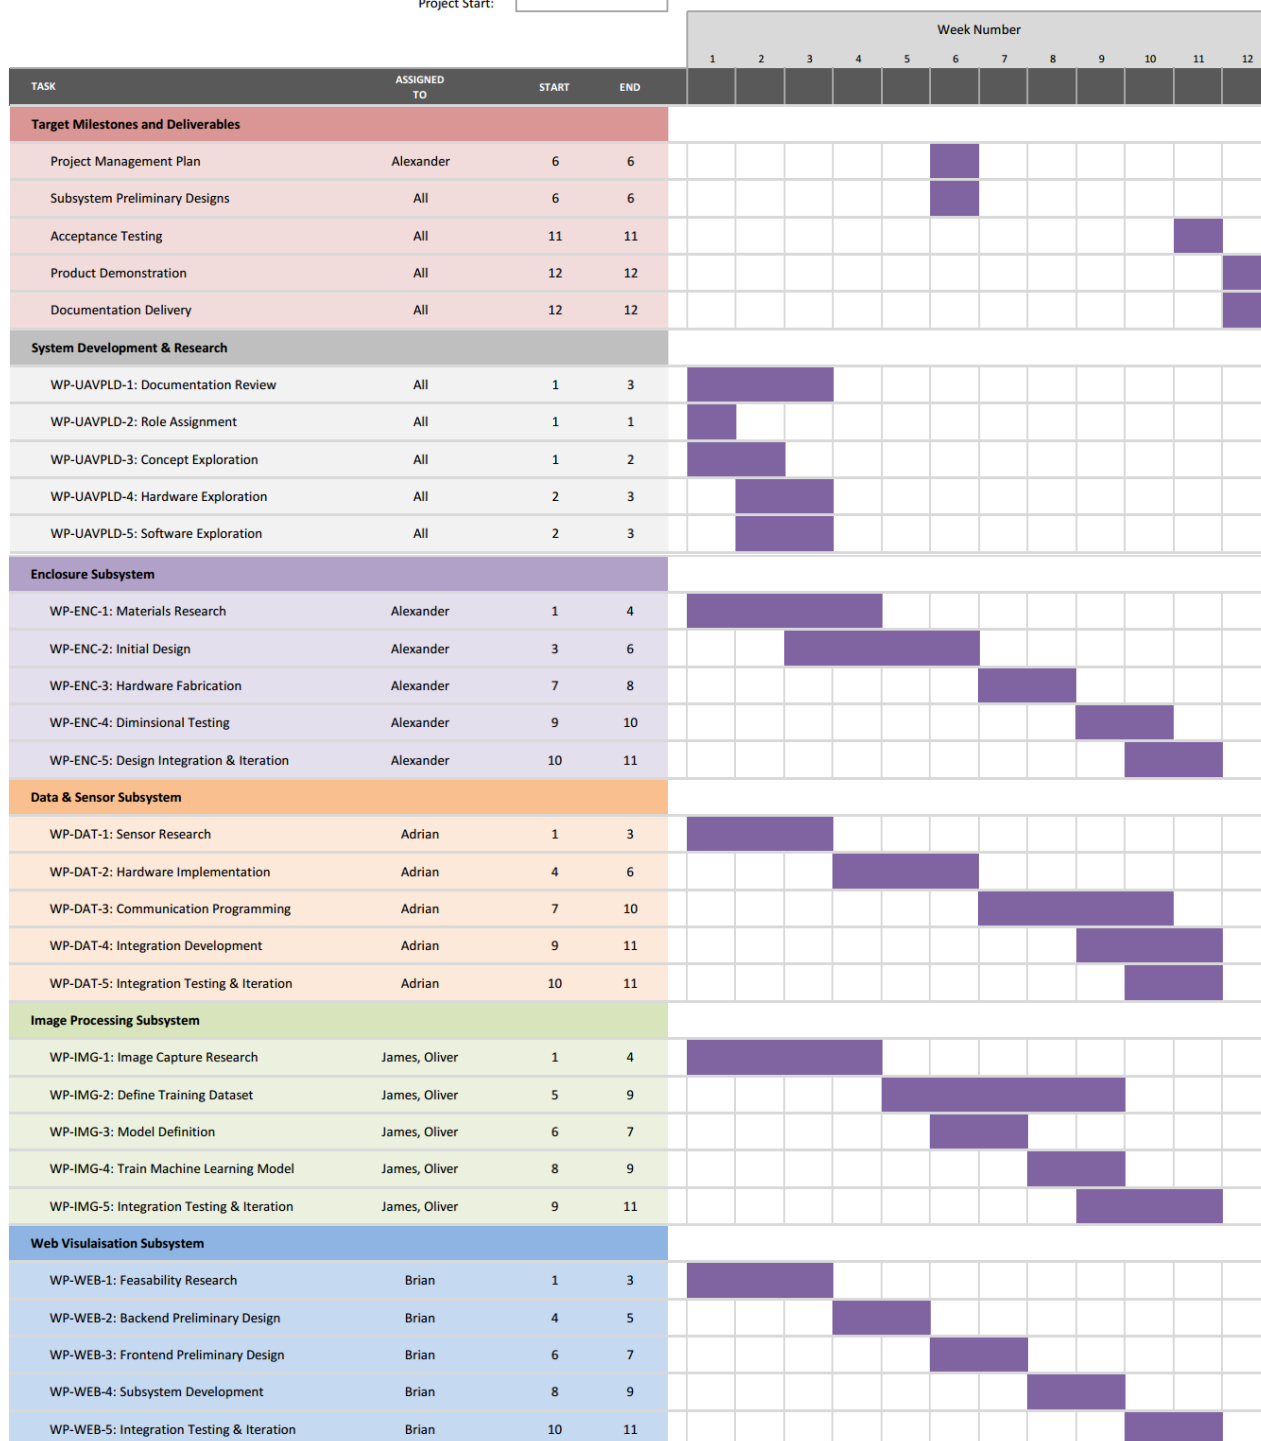 Project Start:
Week Number
1 2 3 4 5 6 7 8 9 10 11 12
TASK ASSIGNED TO START END
Target Milestones and Deliverables
Project Management Plan Alexander 6 6
Subsystem Preliminary Designs All 6 6
Acceptance Testing All 11 11
Product Demonstration All 12 12
Documentation Delivery All 12 12
System Development & Research
WP-UAVPLD-1: Documentation Review All 1 3
WP-UAVPLD-2: Role Assignment All 1 1
WP-UAVPLD-3: Concept Exploration All 1 2
WP-UAVPLD-4: Hardware Exploration All 2 3
WP-UAVPLD-5: Software Exploration All 2 3
Enclosure Subsystem
WP-ENC-1: Materials Research Alexander 1 4
WP-ENC-2: Initial Design Alexander 3 6
WP-ENC-3: Hardware Fabrication Alexander 7 8
WP-ENC-4: Diminsional Testing Alexander 9 10
WP-ENC-5: Design Integration & Iteration Alexander 10 11
Data & Sensor Subsystem
WP-DAT-1: Sensor Research Adrian 1 3
WP-DAT-2: Hardware Implementation Adrian 4 6
WP-DAT-3: Communication Programming Adrian 7 10
WP-DAT-4: Integration Development Adrian 9 11
WP-DAT-5: Integration Testing & Iteration Adrian 10 11
Image Processing Subsystem
WP-IMG-1: Image Capture Research James, Oliver 1 4
WP-IMG-2: Define Training Dataset James, Oliver 5 9
WP-IMG-3: Model Definition James, Oliver 6 7
WP-IMG-4: Train Machine Learning Model James, Oliver 8 9
WP-IMG-5: Integration Testing & Iteration James, Oliver 9 11
Web Visulaisation Subsystem
WP-WEB-1: Feasability Research Brian 1 3
WP-WEB-2: Backend Preliminary Design Brian 4 5
WP-WEB-3: Frontend Preliminary Design Brian 6 7
WP-WEB-4: Subsystem Development Brian 8 9
WP-WEB-5: Integration Testing & Iteration Brian 10 11